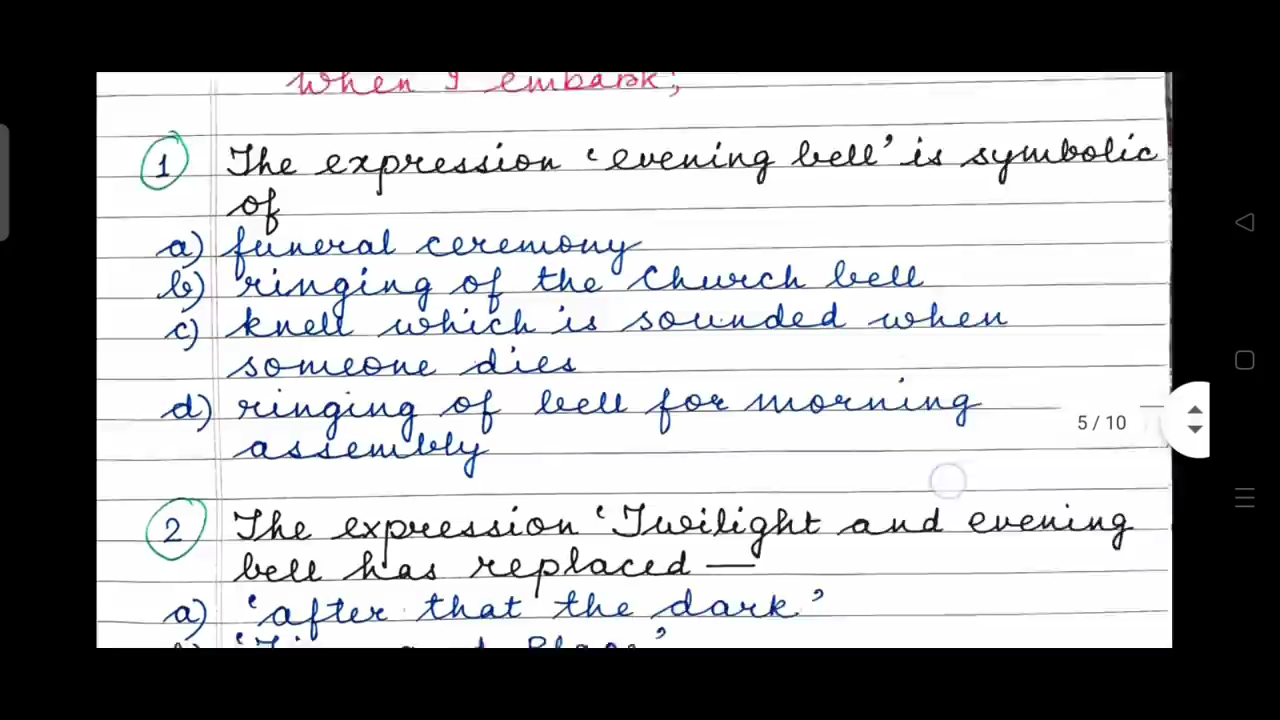 when I embark;
1 The expression 'evening bell' is symbolic
of
a) funeral ceremony
b) ringing of the Church bell
c) knell which is sounded when
someone dies
d) ringing of bell for morning
assembly
5 / 10
2 The expression 'Twilight and evening
bell has replaced —
a) 'after that the dark'